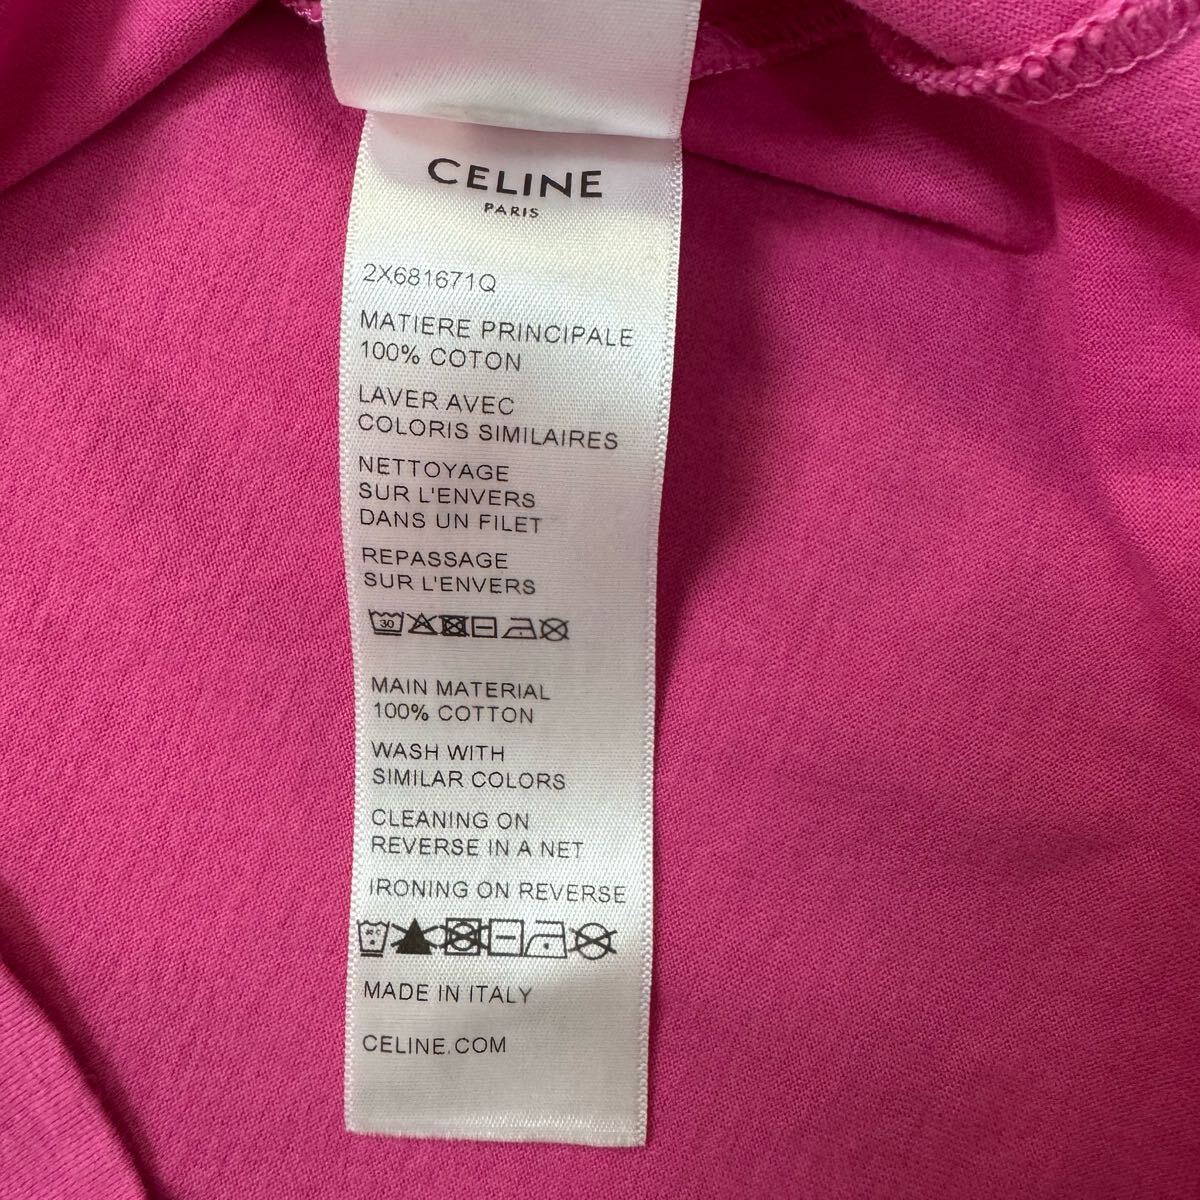 CELINE
PARIS
2X681671Q
MATIERE PRINCIPALE
100% COTON
LAVER AVEC
COLORIS SIMILAIRES
NETTOYAGE
SUR L'ENVERS
DANS UN FILET
REPASSAGE
SUR L'ENVERS
30
MAIN MATERIAL
100% COTTON
WASH WITH
SIMILAR COLORS
CLEANING ON
REVERSE IN A NET
IRONING ON REVERSE
MADE IN ITALY
CELINE.COM